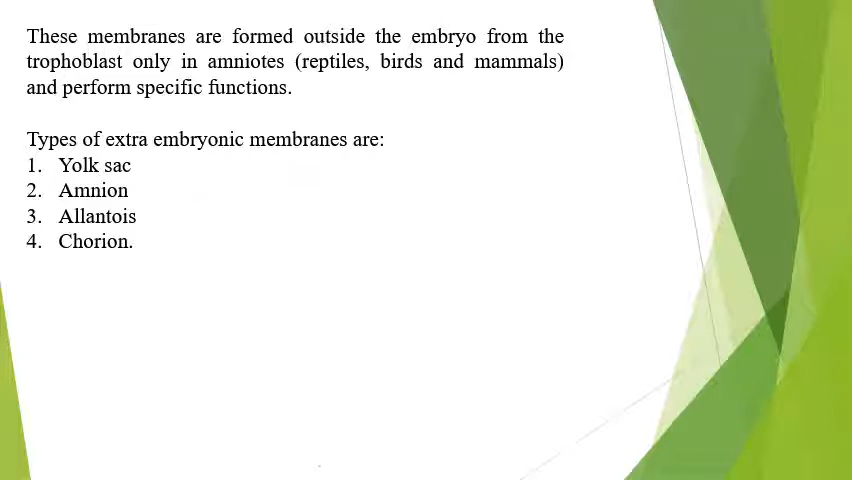 These membranes are formed outside the embryo from the
trophoblast only in amniotes (reptiles, birds and mammals)
and perform specific functions.
Types of extra embryonic membranes are:
1. Yolk sac
2. Amnion
3. Allantois
4. Chorion.